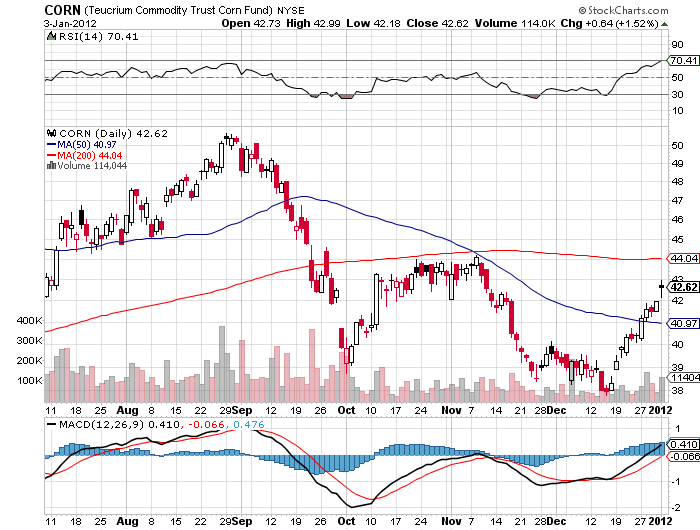 CORN (Teucrium Commodity Trust Corn Fund) NYSE © StockCharts.com
3-Jan-2012 Open 42.73 High 42.99 Low 42.18 Close 42.62 Volume 114.0K Chg +0.64 (+1.52%)
RSI(14) 70.41
90
70.41
50
30
10
CORN (Daily) 42.62
MA(50) 40.97
MA(200) 44.04
Volume 114,044
50
49
48
47
46
45
44.04
43
42.62
42
40.97
40
39
11404
38
400K
300K
200K
100K
11 18 25 Aug 8 15 22 29 Sep 12 19 26 Oct 10 17 24 Nov 7 14 21 28 Dec 12 19 27 2012
MACD(12,26,9) 0.410, -0.066, 0.476
1
0.410
-0.066
-1
-2
11 18 25 Aug 8 15 22 29 Sep 12 19 26 Oct 10 17 24 Nov 7 14 21 28 Dec 12 19 27 2012